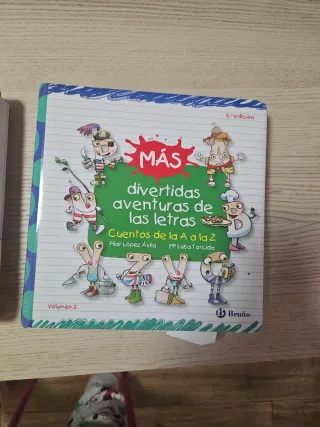 6.ª edición
MÁS
divertidas
aventuras de
las letras
Cuentos de la A a la Z
Pilar López Ávila Mª Luisa Torcida
Volumen 2
B Bruño